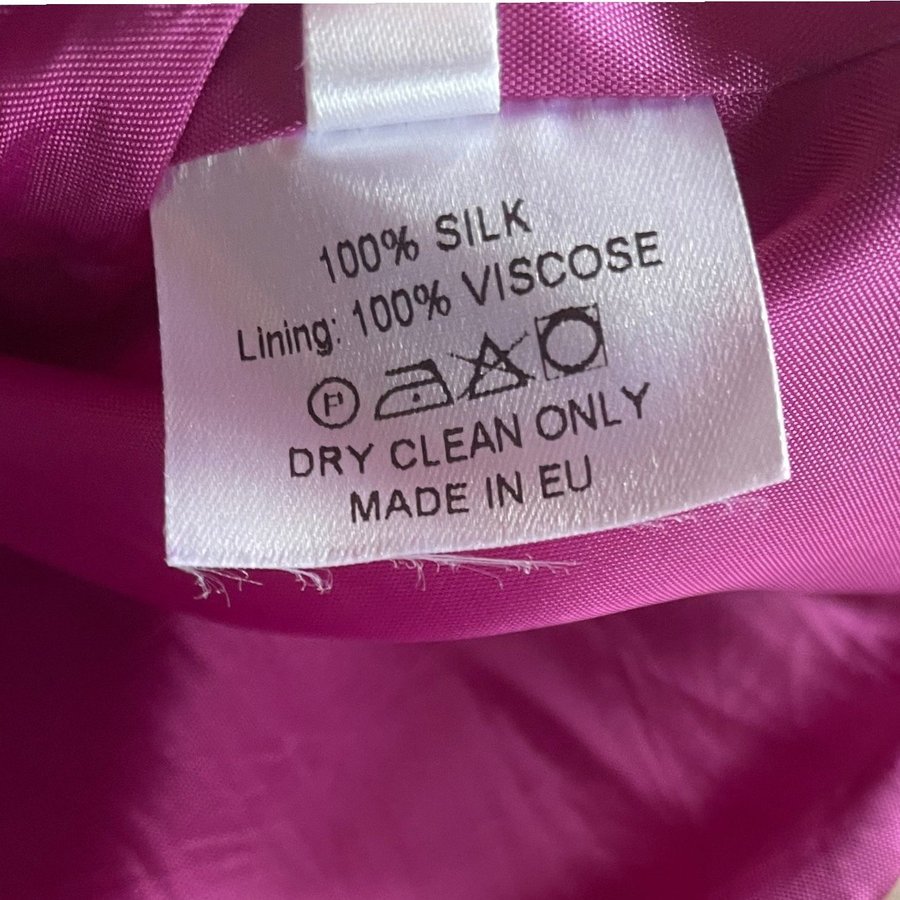 100% SILK
Lining: 100% VISCOSE
P
DRY CLEAN ONLY
MADE IN EU